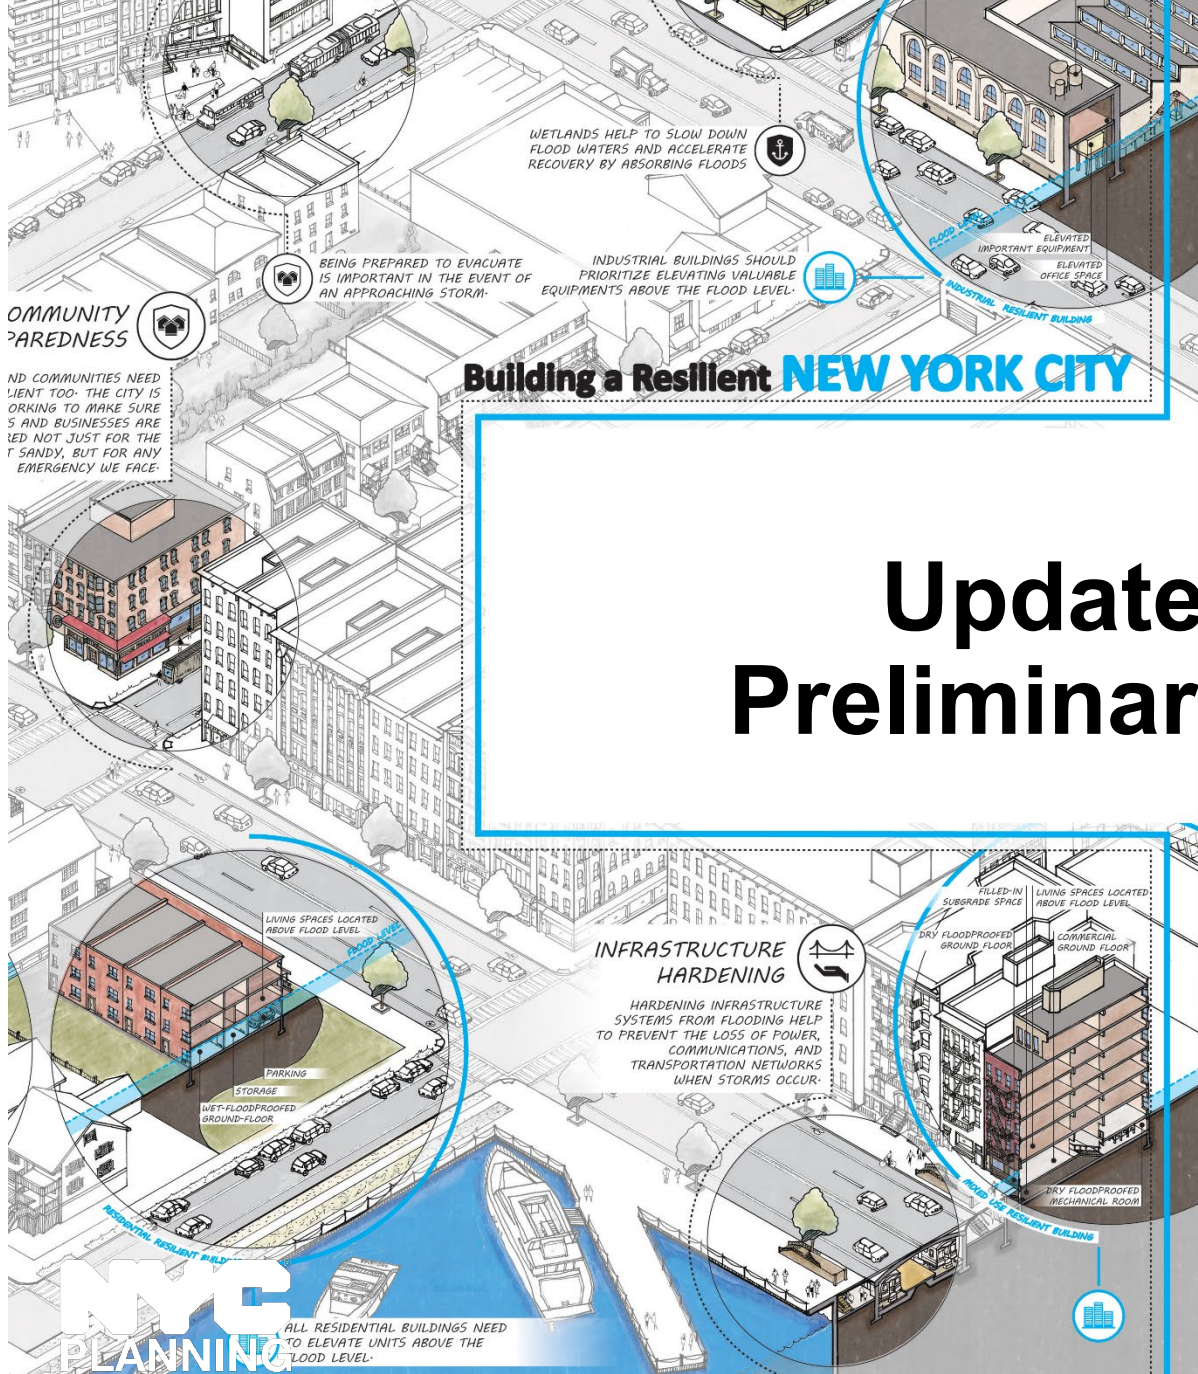 WETLANDS HELP TO SLOW DOWN
FLOOD WATERS AND ACCELERATE
RECOVERY BY ABSORBING FLOODS
FLOOD LEVEL
ELEVATED
IMPORTANT EQUIPMENT
ELEVATED
OFFICE SPACE
INDUSTRIAL RESILIENT BUILDING
BEING PREPARED TO EVACUATE
IS IMPORTANT IN THE EVENT OF
AN APPROACHING STORM.
INDUSTRIAL BUILDINGS SHOULD
PRIORITIZE ELEVATING VALUABLE
EQUIPMENTS ABOVE THE FLOOD LEVEL.
OMMUNITY
PAREDNESS
ND COMMUNITIES NEED
LIENT TOO. THE CITY IS
ORKING TO MAKE SURE
S AND BUSINESSES ARE
RED NOT JUST FOR THE
T SANDY, BUT FOR ANY
EMERGENCY WE FACE.
Building a Resilient NEW YORK CITY
Update
Preliminar
LIVING SPACES LOCATED
ABOVE FLOOD LEVEL
FLOOD LEVEL
PARKING
STORAGE
WET-FLOODPROOFED
GROUND-FLOOR
RESIDENTIAL RESILIENT BUILD
INFRASTRUCTURE
HARDENING
HARDENING INFRASTRUCTURE
SYSTEMS FROM FLOODING HELP
TO PREVENT THE LOSS OF POWER,
COMMUNICATIONS, AND
TRANSPORTATION NETWORKS
WHEN STORMS OCCUR.
FILLED-IN
SUBGRADE SPACE
LIVING SPACES LOCATED
ABOVE FLOOD LEVEL
DRY FLOODPROOFED
GROUND FLOOR
COMMERCIAL
GROUND FLOOR
DRY FLOODPROOFED
MECHANICAL ROOM
MIXED USE RESILIENT BUILDING
ALL RESIDENTIAL BUILDINGS NEED
TO ELEVATE UNITS ABOVE THE
FLOOD LEVEL.
NYC
PLANNING